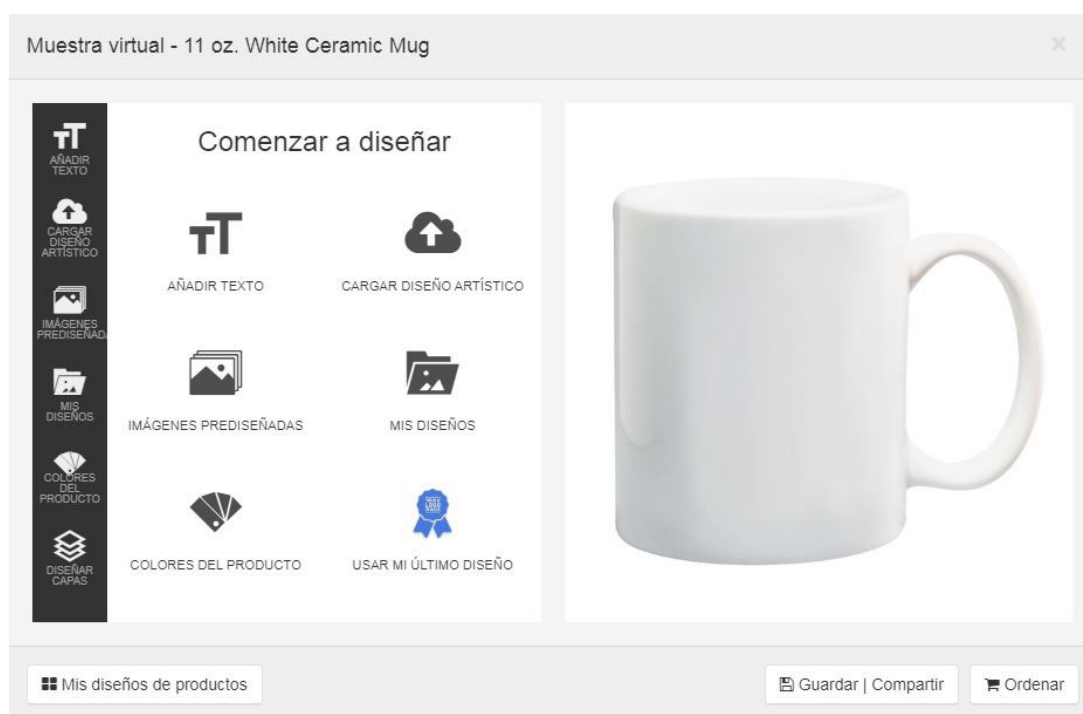 Muestra virtual - 11 oz. White Ceramic Mug
AÑADIR
TEXTO
CARGAR
DISEÑO
ARTÍSTICO
IMÁGENES
PREDISEÑADA
MIS
DISEÑOS
COLORES
DEL
PRODUCTO
DISEÑAR
CAPAS
Comenzar a diseñar
AÑADIR TEXTO
CARGAR DISEÑO ARTÍSTICO
IMÁGENES PREDISEÑADAS
MIS DISEÑOS
COLORES DEL PRODUCTO
USAR MI ÚLTIMO DISEÑO
Mis diseños de productos
Guardar | Compartir
Ordenar